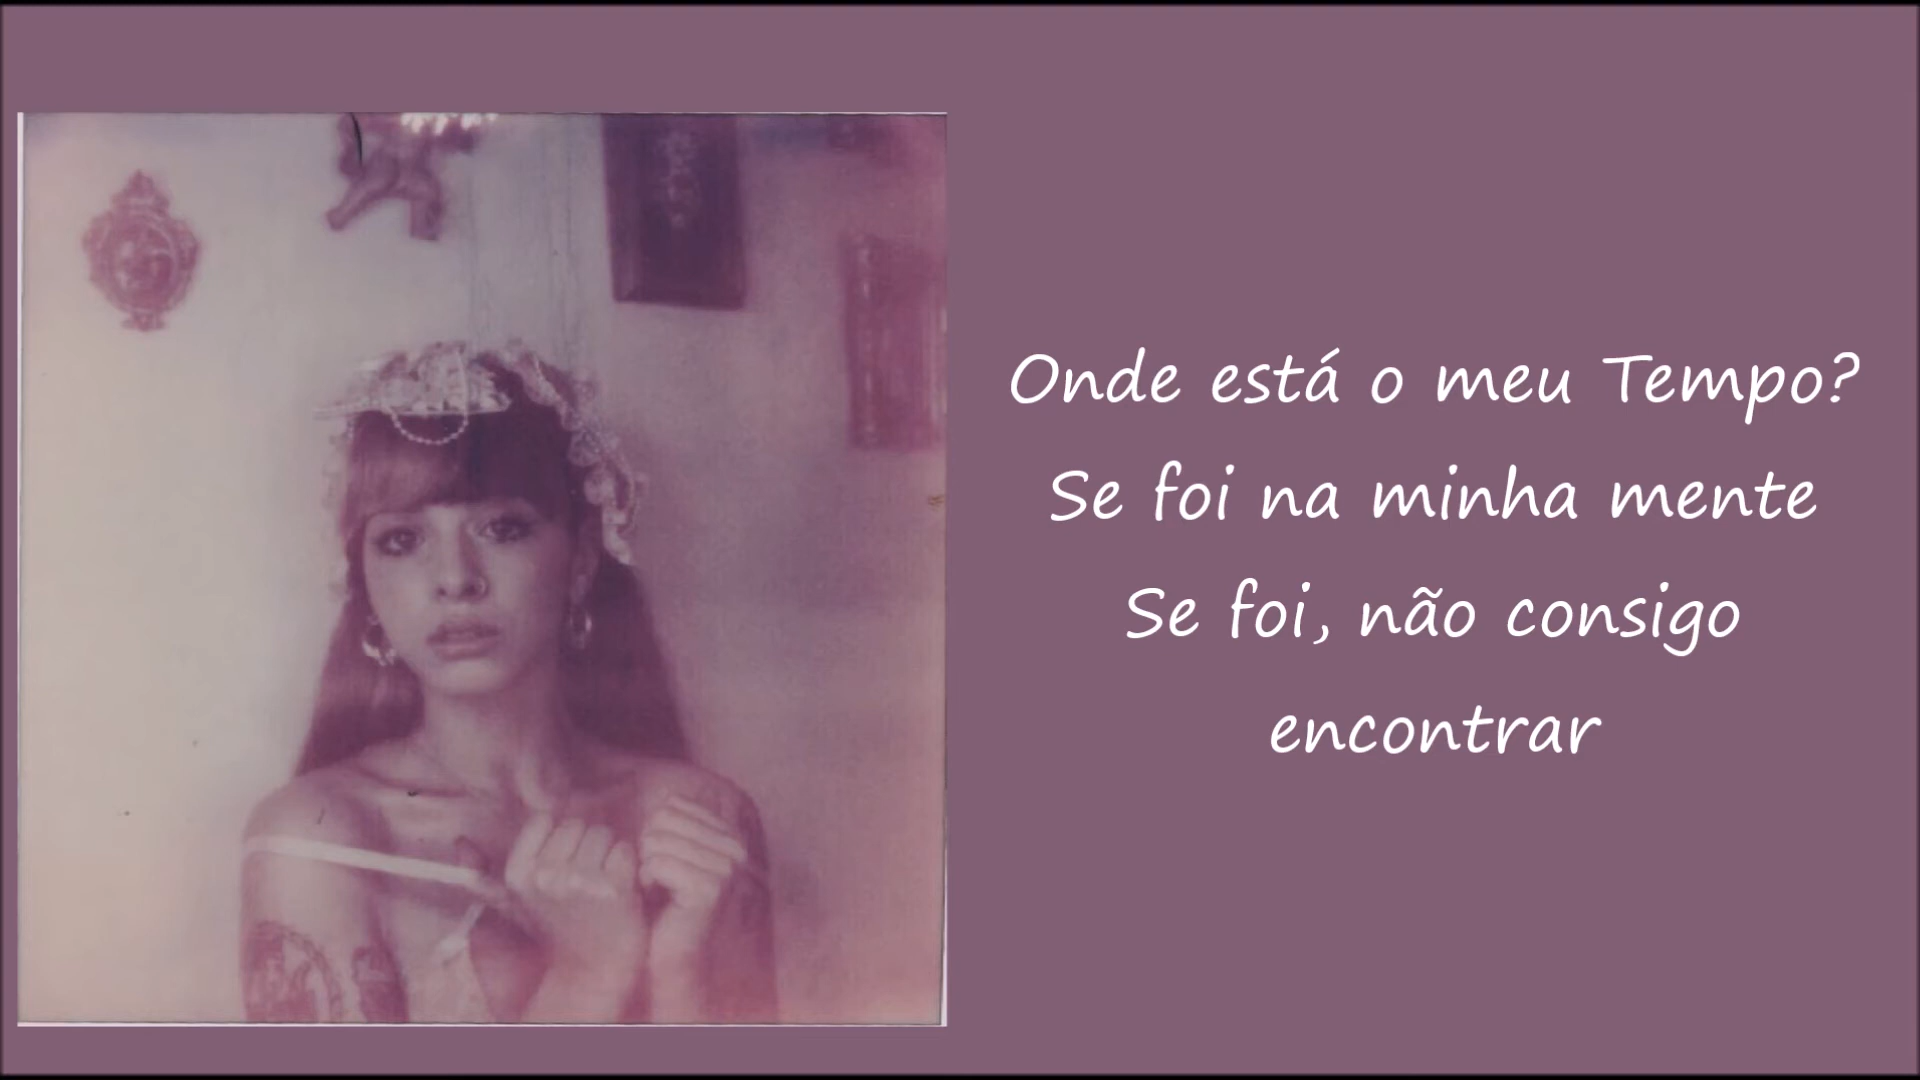 Onde está o meu Tempo?
Se foi na minha mente
Se foi, não consigo
encontrar